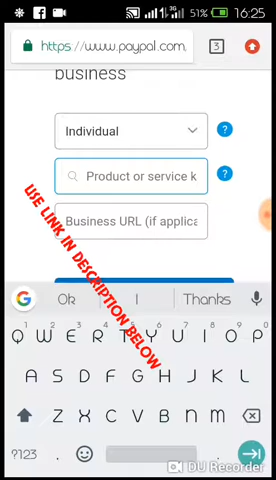 3G 51% 16:25
https://www.paypal.com, 3
business
Individual ?
Product or service k ?
Business URL (if applica
USE LINK IN DESCRIPTION BELOW
G Ok I Thanks
Q W E R T Y U I O P
A S D F G H J K L
Z X C V B N M
?123 . .
DU Recorder